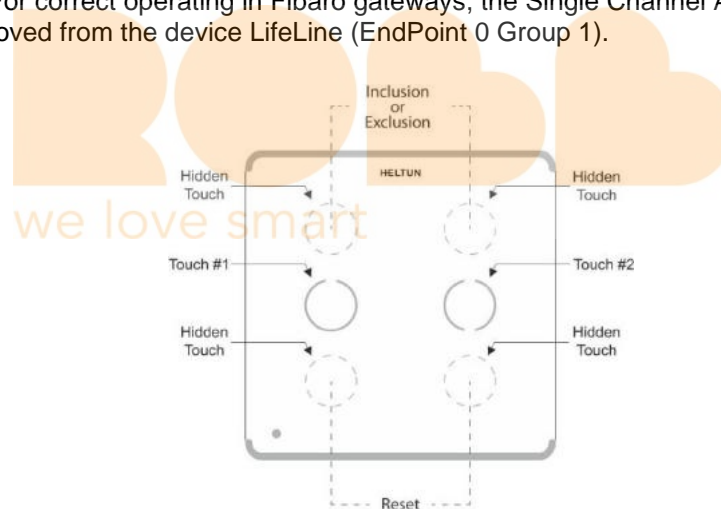 or correct operating in Fibaro gateways, the Single Channel A
oved from the device LifeLine (EndPoint 0 Group 1).
Inclusion
or
Exclusion
HELTUN
Hidden
Touch
Hidden
Touch
we love smart
Touch #1
Touch #2
Hidden
Touch
Hidden
Touch
Reset